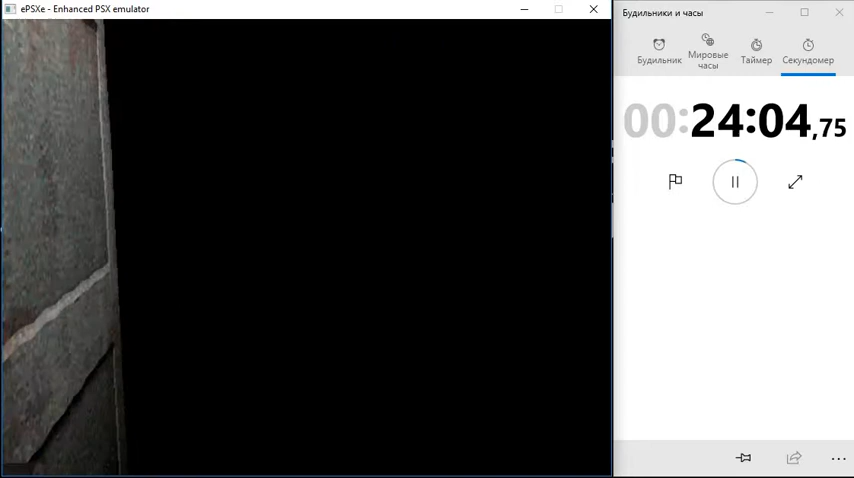 ePSXe - Enhanced PSX emulator
Будильники и часы
Будильник
Мировые часы
Таймер
Секундомер
00:24:04,75